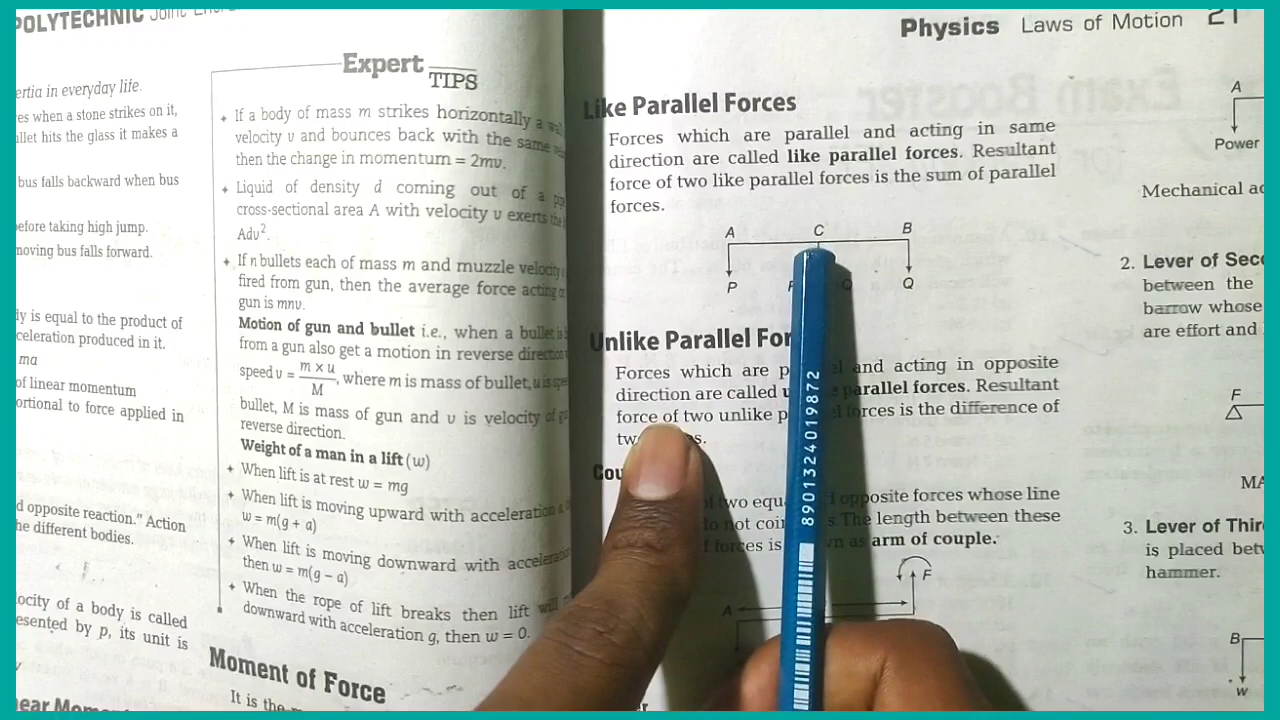 POLYTECHNIC Joint
ertia in everyday life.
es when a stone strikes on it,
llet hits the glass it makes a
bus falls backward when bus
efore taking high jump.
moving bus falls forward.
ly is equal to the product of
celeration produced in it.
ma
of linear momentum
ortional to force applied in
d opposite reaction." Action
he different bodies.
ocity of a body is called
esented by p, its unit is
near Mom
Expert
TIPS
If a body of mass m strikes horizontally a
velocity v and bounces back with the same
then the change in momentum = 2mv.
Liquid of density d coming out of a
cross-sectional area A with velocity v exerts the
Adv².
If n bullets each of mass m and muzzle velocity
fired from gun, then the average force acting
gun is mnv.
Motion of gun and bullet i.e., when a bullet is
from a gun also get a motion in reverse direction
speed v = m × u / M, where m is mass of bullet, u is
bullet, M is mass of gun and v is velocity of
reverse direction.
Weight of a man in a lift (w)
When lift is at rest w = mg
When lift is moving upward with acceleration
w = m(g + a)
When lift is moving downward with acceleration
then w = m(g – a)
When the rope of lift breaks then lift will
downward with acceleration g, then w = 0.
Moment of Force
It is the
Physics Laws of Motion 21
Like Parallel Forces
Forces which are parallel and acting in same
direction are called like parallel forces. Resultant
force of two like parallel forces is the sum of parallel
forces.
A C B
P Q Q
Unlike Parallel For
Forces which are p el and acting in opposite
direction are called u parallel forces. Resultant
force of two unlike p el forces is the difference of
tw es.
Cou
of two equ d opposite forces whose line
do not coin s. The length between these
f forces is n as arm of couple.
F
A
8901324019872
A
Power
Mechanical ad
2. Lever of Sec
between the
barrow whose
are effort and
F
MA
3. Lever of Thir
is placed betw
hammer.
B
W